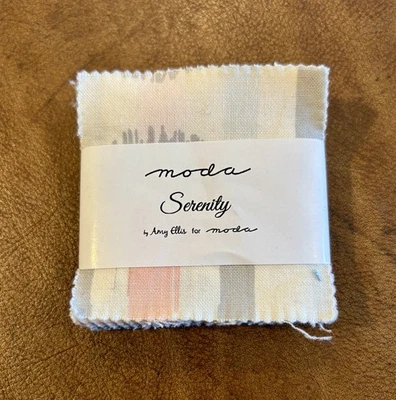 moda
Serenity
by Amy Ellis for moda